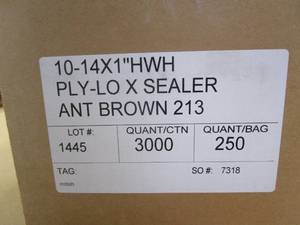 10-14X1"HWH
PLY-LO X SEALER
ANT BROWN 213
LOT #: QUANT/CTN QUANT/BAG
1445 3000 250
TAG: SO #: 7318